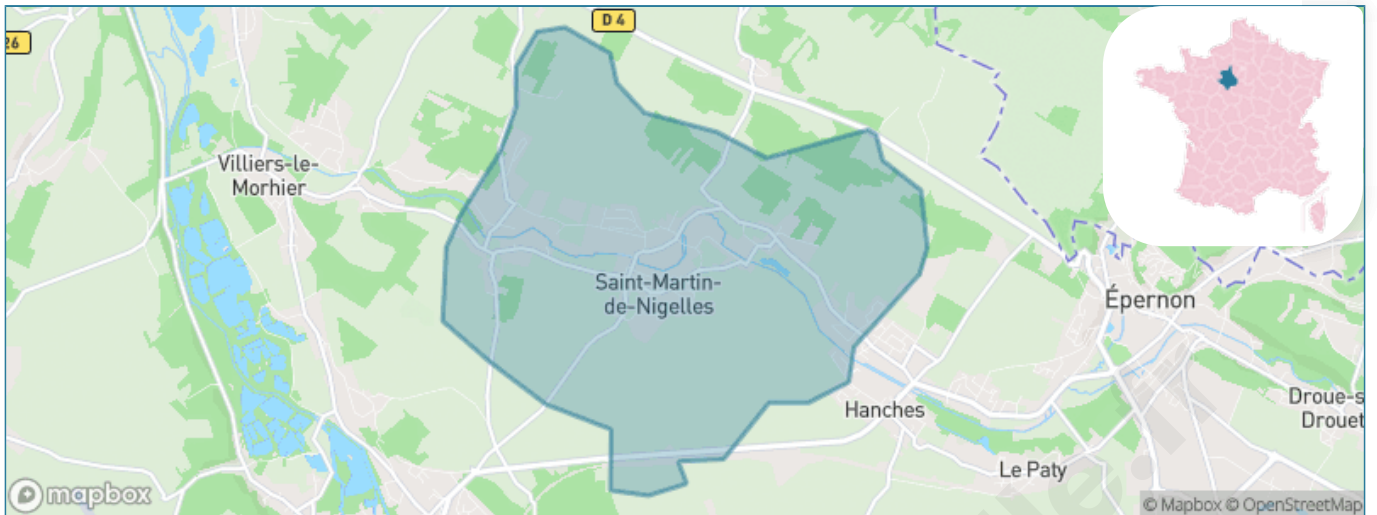 D 4
26
Villiers-le-
Morhier
Saint-Martin-
de-Nigelles
Épernon
Hanches
Droue-s
Drouet
Le Paty
mapbox
© Mapbox © OpenStreetMap